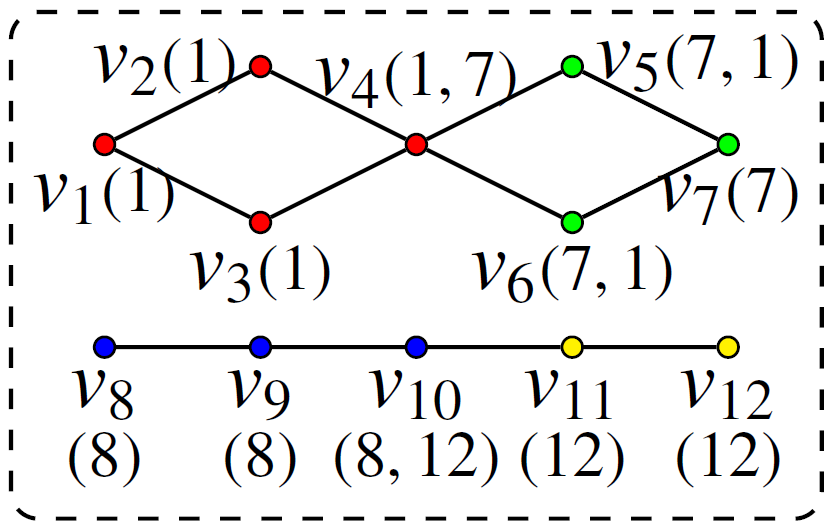 v₂(1) v₄(1, 7) v₅(7, 1)
v₁(1) v₇(7)
v₃(1) v₆(7, 1)
v₈ v₉ v₁₀ v₁₁ v₁₂
(8) (8) (8, 12) (12) (12)